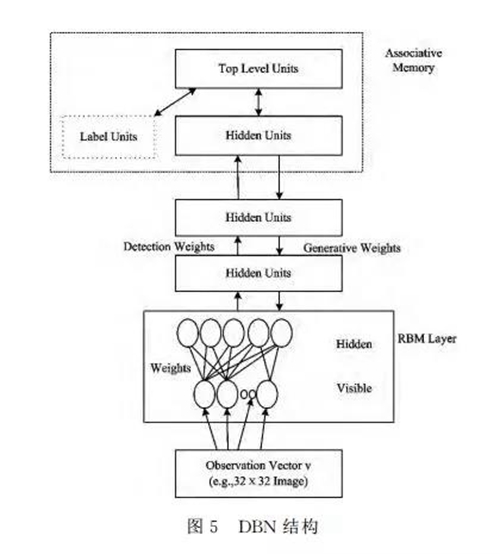 Associative
Memory
Top Level Units
Label Units
Hidden Units
Hidden Units
Detection Weights
Generative Weights
Hidden Units
RBM Layer
Hidden
Weights
Visible
Observation Vector v
(e.g.,32 X 32 Image)
图 5 DBN 结构